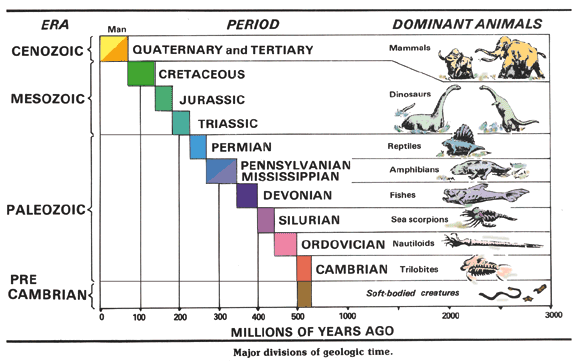 ERA
PERIOD
DOMINANT ANIMALS
Man
CENOZOIC
QUATERNARY and TERTIARY
Mammals
MESOZOIC
CRETACEOUS
JURASSIC
TRIASSIC
Dinosaurs
PALEOZOIC
PERMIAN
Reptiles
PENNSYLVANIAN
MISSISSIPPIAN
Amphibians
DEVONIAN
Fishes
SILURIAN
Sea scorpions
ORDOVICIAN
Nautiloids
CAMBRIAN
Trilobites
PRE
CAMBRIAN
Soft-bodied creatures
0 100 200 300 400 500 1000 2000 3000
MILLIONS OF YEARS AGO
Major divisions of geologic time.